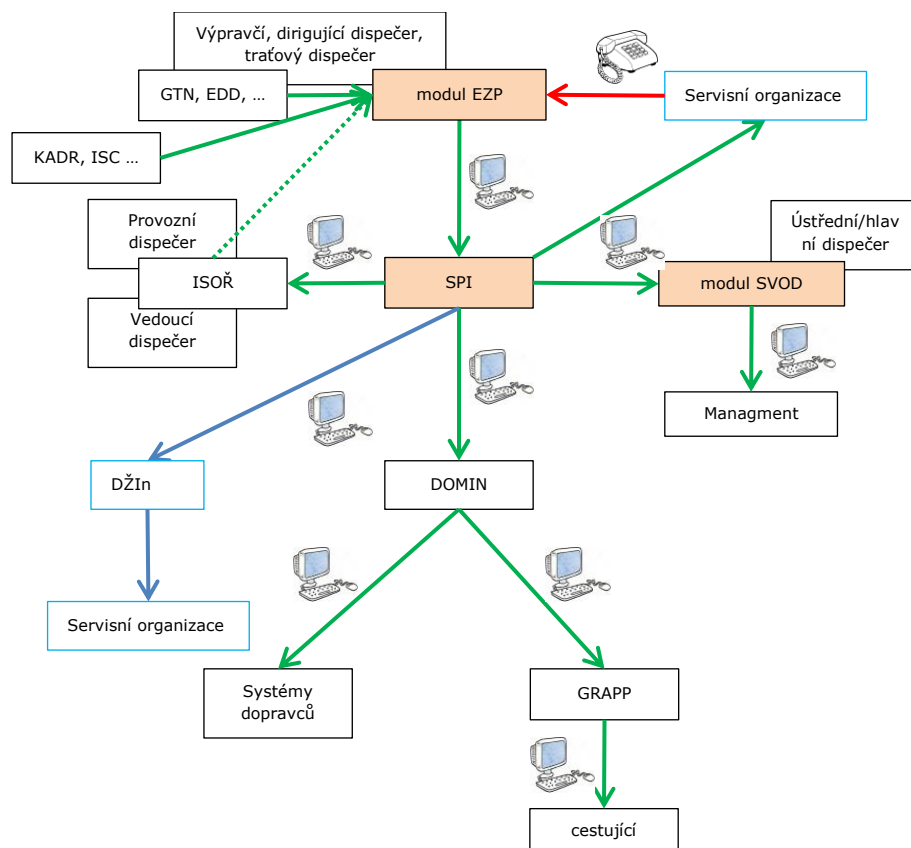 Výpravčí, dirigující dispečer,
traťový dispečer
GTN, EDD, ...
modul EZP
Servisní organizace
KADR, ISC ...
Provozní
dispečer
Ústřední/hlav
ní dispečer
ISOŘ
SPI
modul SVOD
Vedoucí
dispečer
Managment
DŽIn
DOMIN
Servisní organizace
Systémy
dopravců
GRAPP
cestující